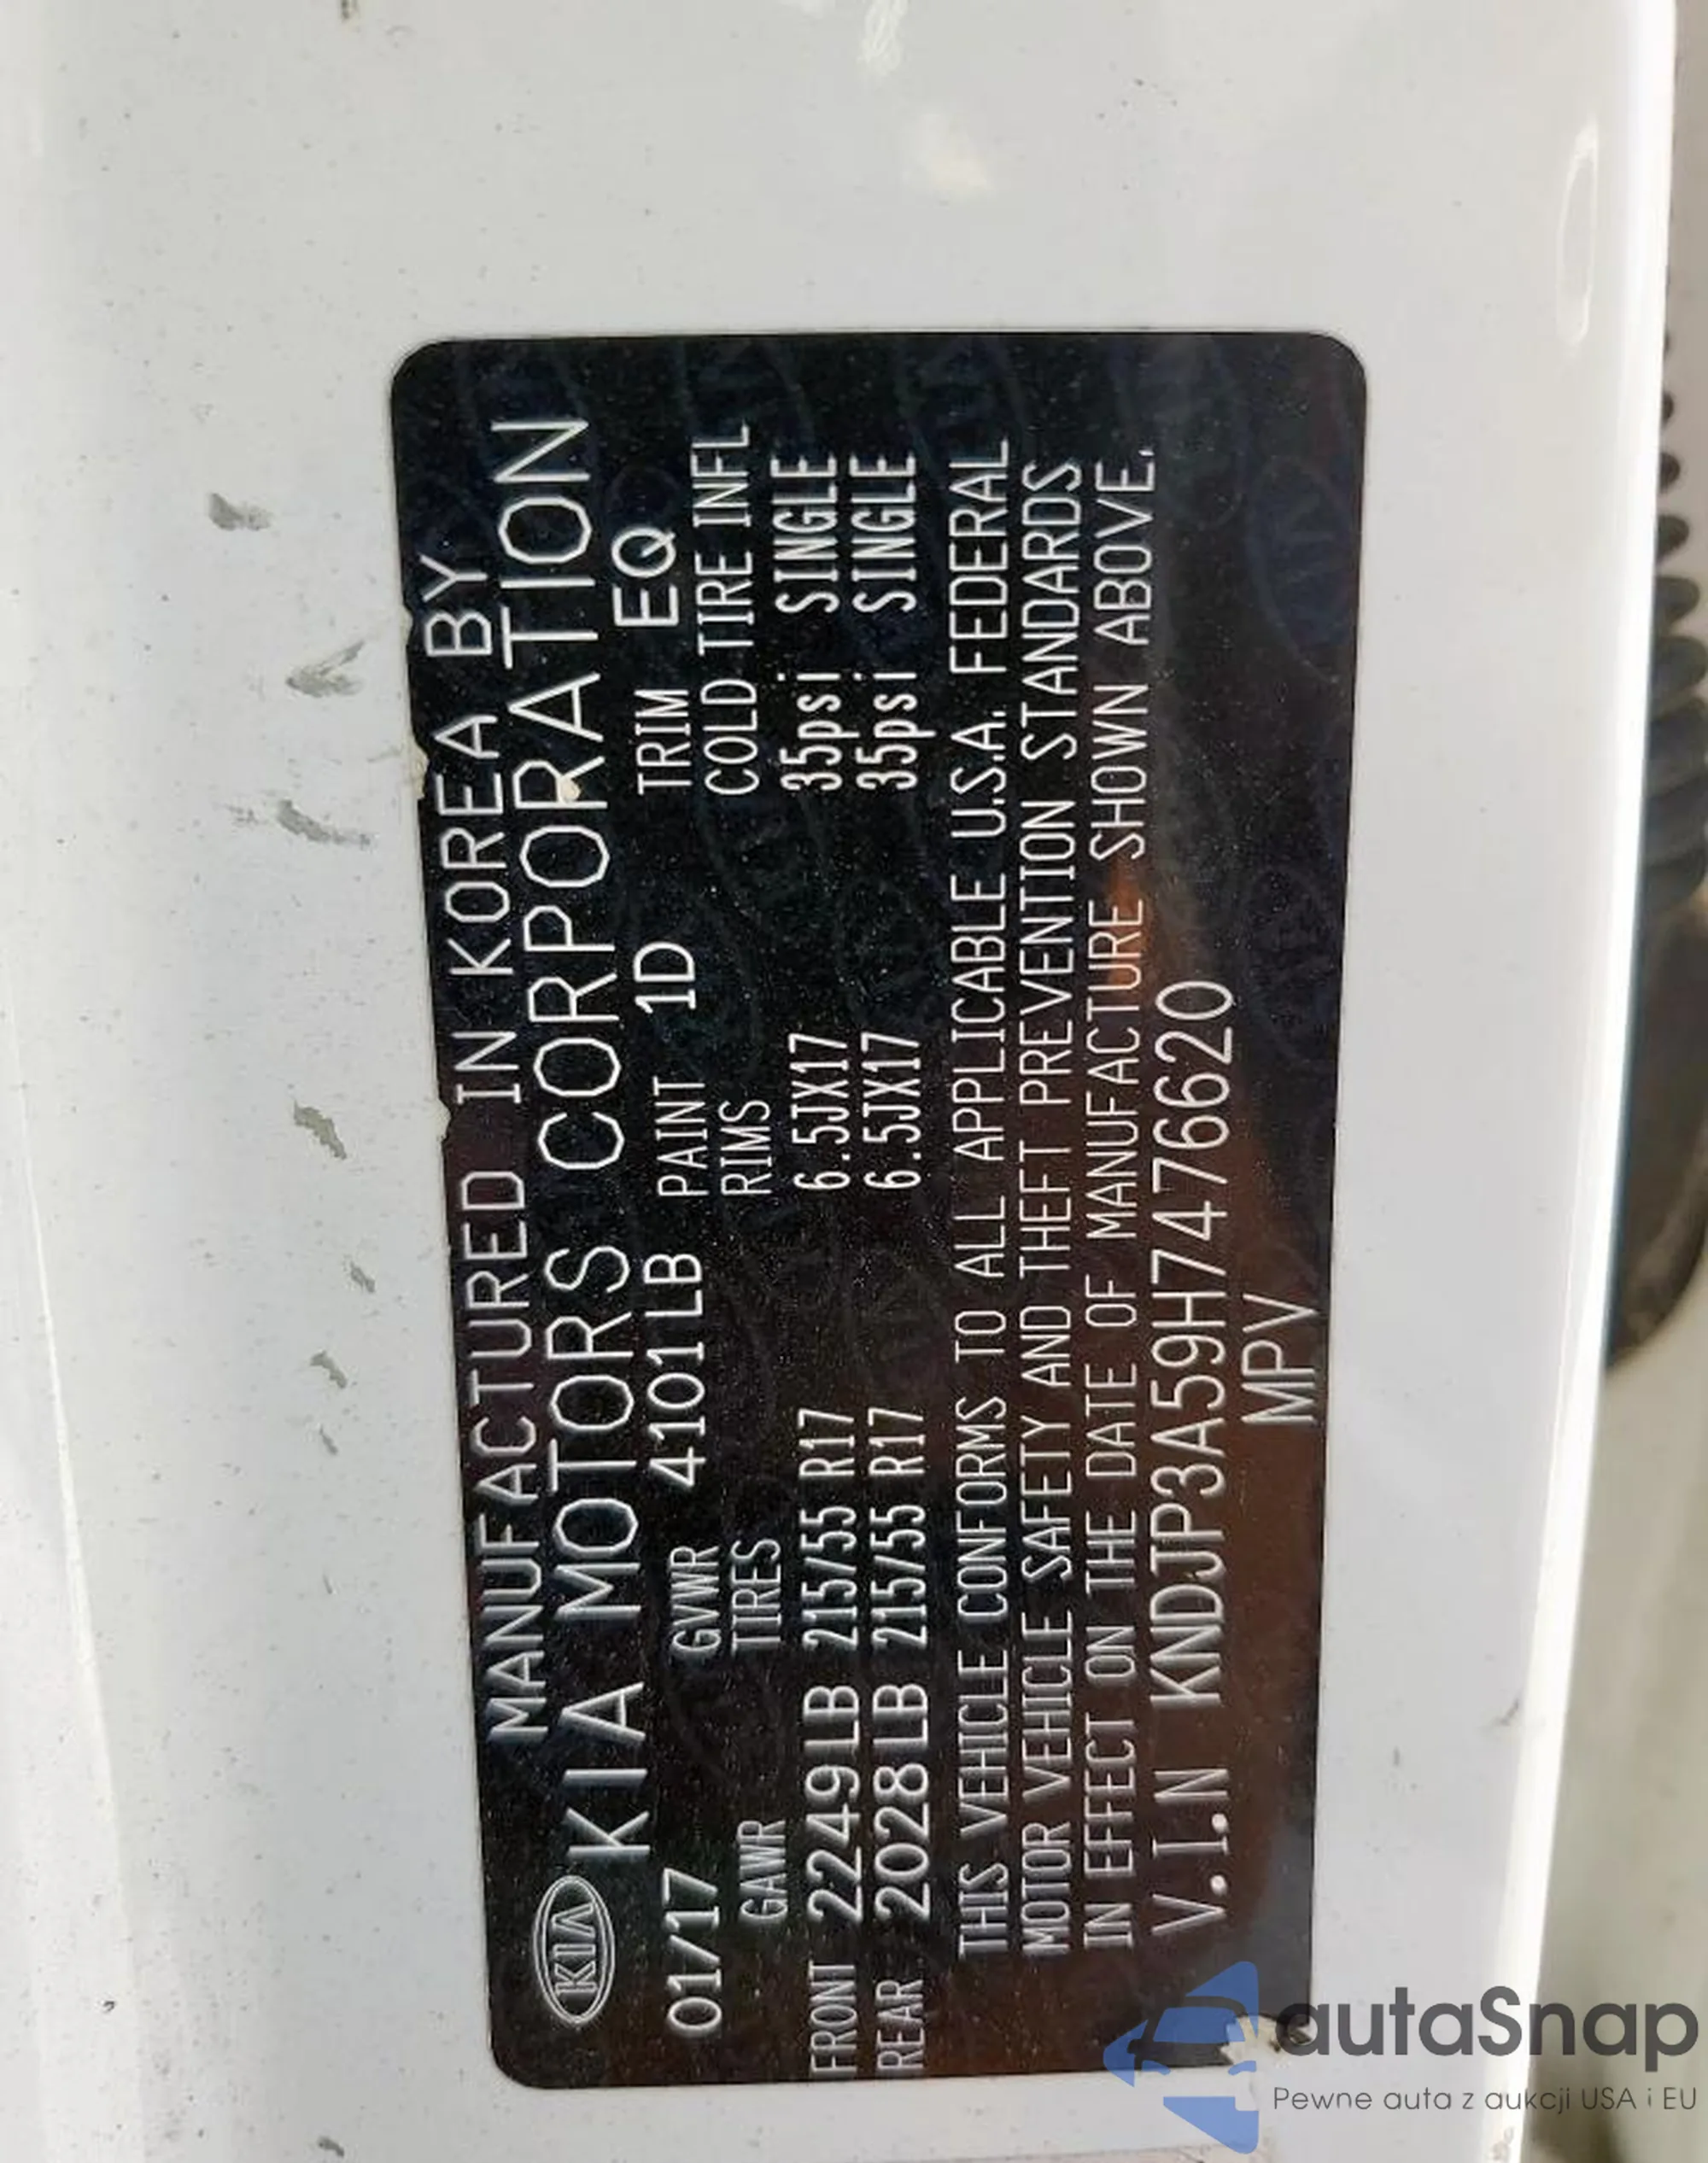 MANUFACTURED IN KOREA BY
KIA KIA MOTORS CORPORATION
01/17 GVWR 4101LB PAINT 1D TRIM EQ
GAWR TIRES RIMS COLD TIRE INFL
FRONT 2249LB 215/55 R17 6.5JX17 35psi SINGLE
REAR 2028LB 215/55 R17 6.5JX17 35psi SINGLE
THIS VEHICLE CONFORMS TO ALL APPLICABLE U.S.A. FEDERAL
MOTOR VEHICLE SAFETY AND THEFT PREVENTION STANDARDS
IN EFFECT ON THE DATE OF MANUFACTURE SHOWN ABOVE.
V.I.N KNDJP3A59H7476620
MPV
autaSnap
Pewne auta z aukcji USA i EU